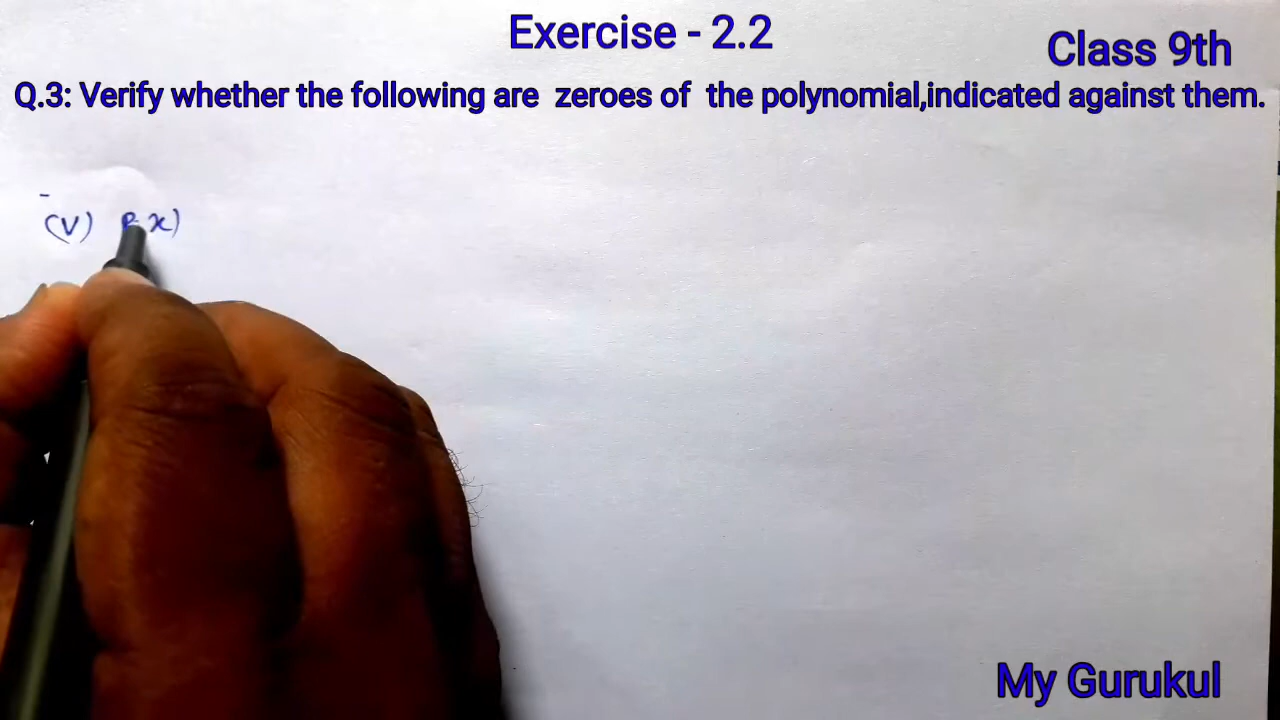 Exercise - 2.2
Class 9th
Q.3: Verify whether the following are zeroes of the polynomial,indicated against them.
(V) P(x)
My Gurukul